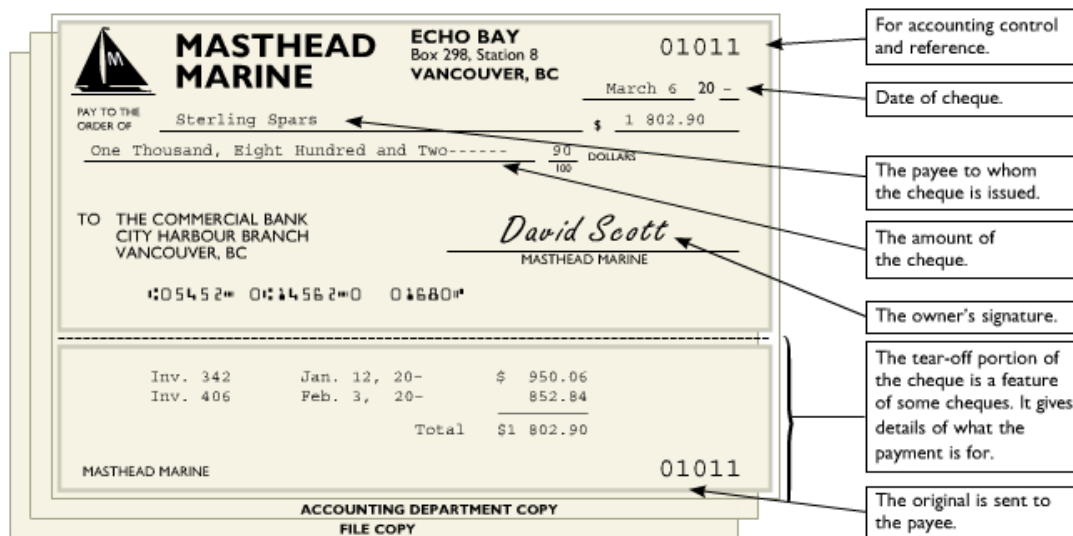 M
MASTHEAD
MARINE
ECHO BAY
Box 298, Station 8
VANCOUVER, BC
01011
March 6 20 -
PAY TO THE
ORDER OF Sterling Spars $ 1 802.90
One Thousand, Eight Hundred and Two------ 90
100 DOLLARS
TO THE COMMERCIAL BANK
CITY HARBOUR BRANCH
VANCOUVER, BC
David Scott
MASTHEAD MARINE
⑆05452⑉ 0⑆14562⑉0 01680⑈
Inv. 342 Jan. 12, 20- $ 950.06
Inv. 406 Feb. 3, 20- 852.84
Total $1 802.90
MASTHEAD MARINE 01011
ACCOUNTING DEPARTMENT COPY
FILE COPY
For accounting control
and reference.
Date of cheque.
The payee to whom
the cheque is issued.
The amount of
the cheque.
The owner's signature.
The tear-off portion of
the cheque is a feature
of some cheques. It gives
details of what the
payment is for.
The original is sent to
the payee.